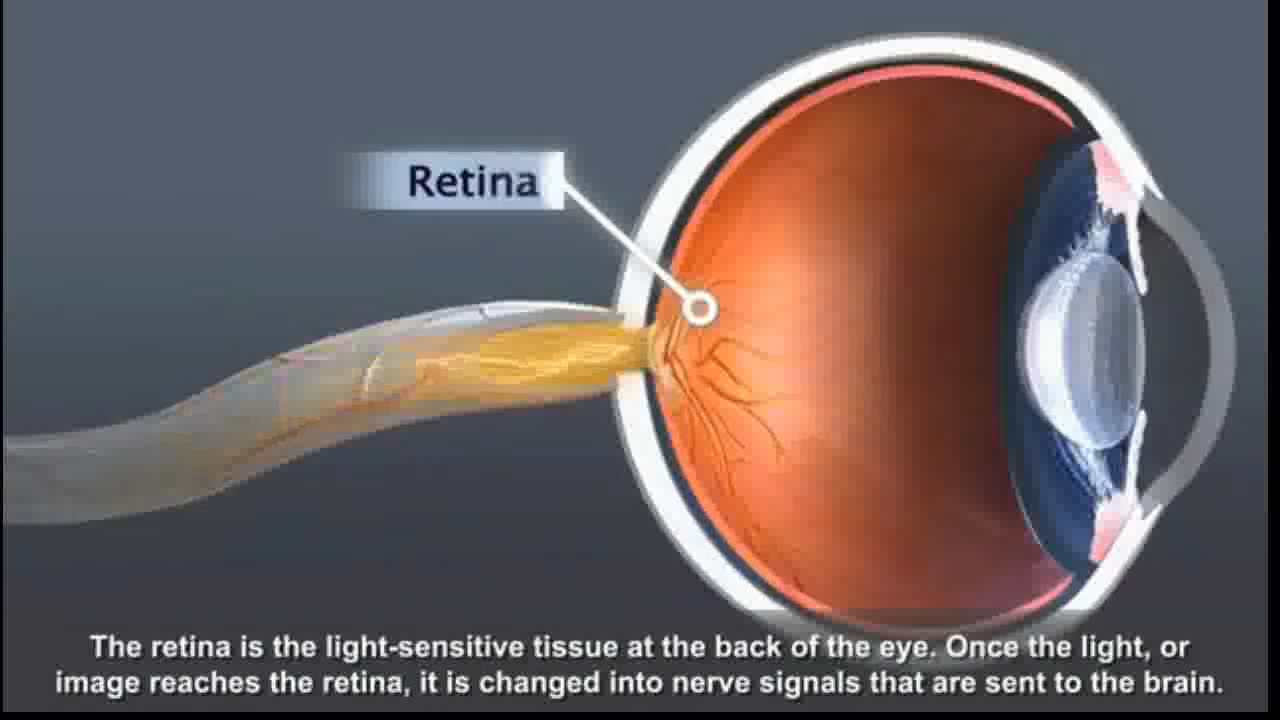 Retina
The retina is the light-sensitive tissue at the back of the eye. Once the light, or
image reaches the retina, it is changed into nerve signals that are sent to the brain.